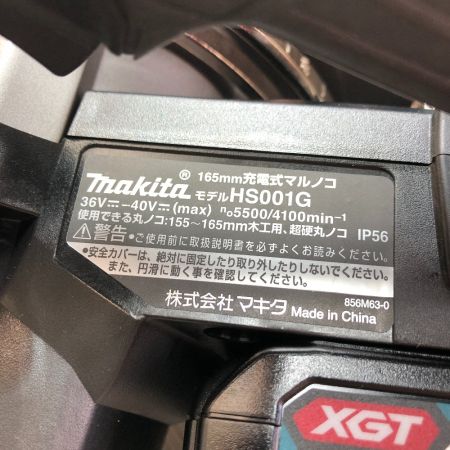 165mm充電式マルノコ
makita® モデルHS001G
36V⎓-40V⎓(max) n₀5500/4100min⁻¹
使用できる丸ノコ:155~165mm木工用、超硬丸ノコ IP56
⚠警告 •ご使用前に取扱説明書を必ずよくお読みください。
•安全カバーは、絶対に固定したり取り外したりしないでください。
また、円滑に動く事を確認してください。
株式会社マキタ Made in China
856M63-0
XGT